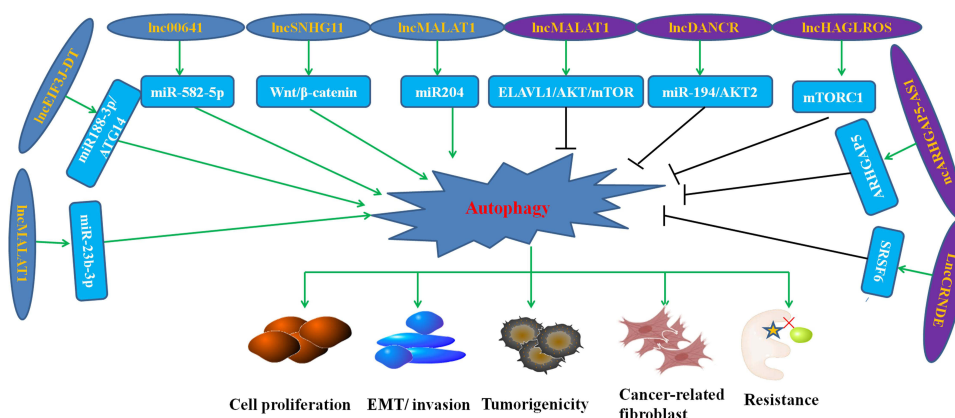 lnc00641
lncSNHG11
lncMALAT1
lncMALAT1
lncDANCR
lncHAGLROS
lncEIF3J-DT
miR188-3p/
ATG14
miR-582-5p
Wnt/β-catenin
miR204
ELAVL1/AKT/mTOR
miR-194/AKT2
mTORC1
ncARHGAP5-ASI
ARHGAP5
lncMALAT1
miR-23b-3p
Autophagy
SRSF6
LncCRNDE
Cell proliferation
EMT/ invasion
Tumorigenicity
Cancer-related
fibroblast
Resistance